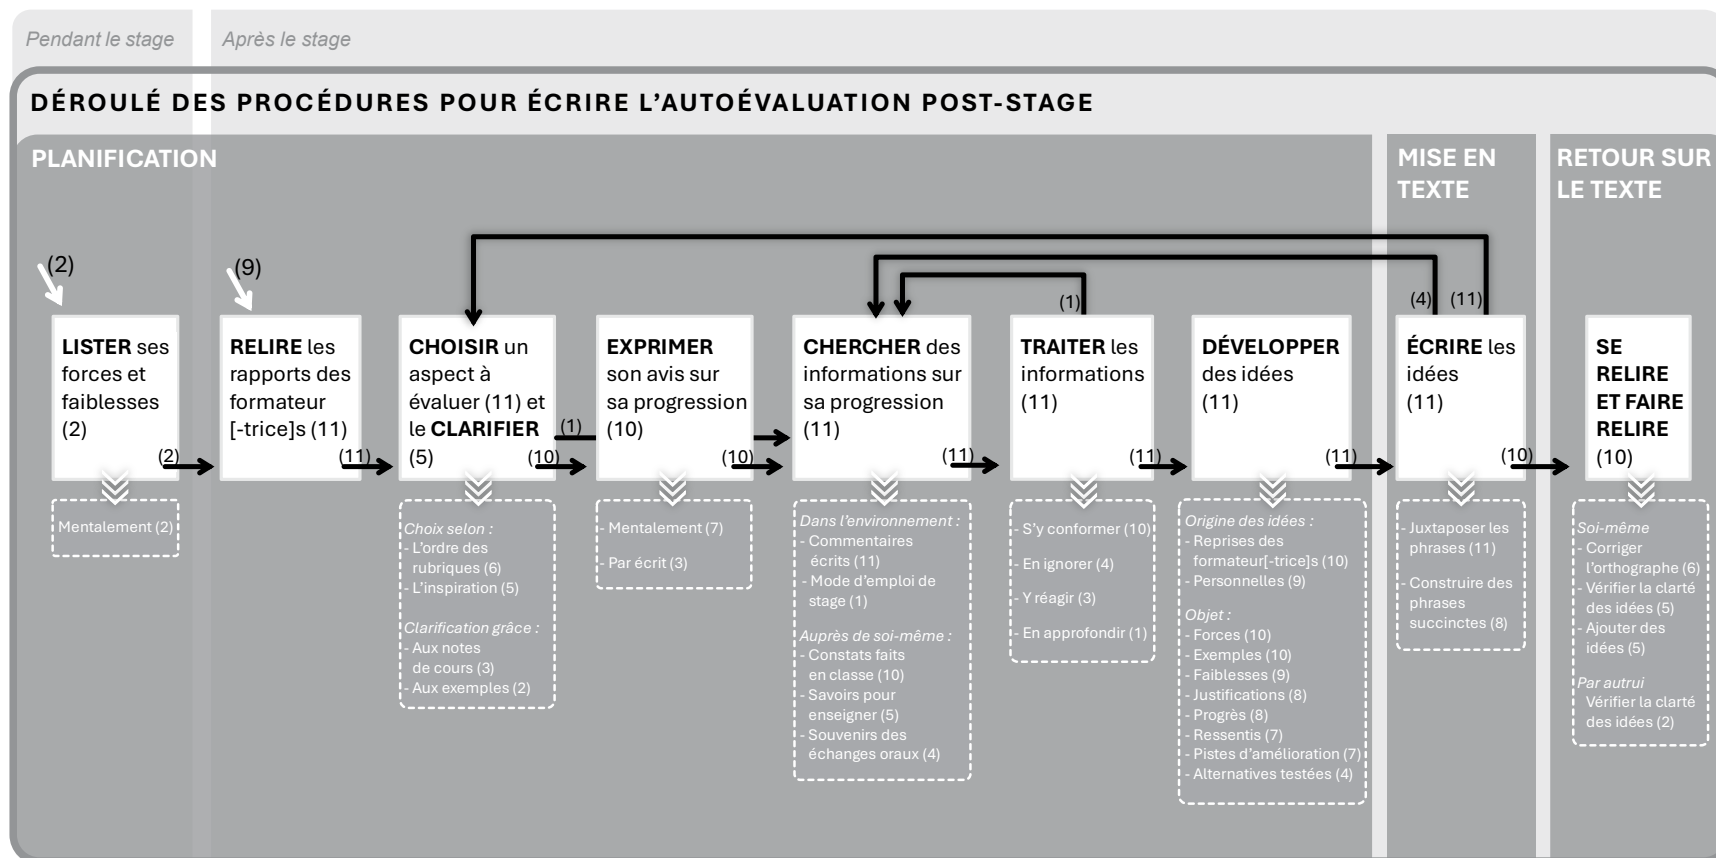 Pendant le stage
Après le stage
DÉROULÉ DES PROCÉDURES POUR ÉCRIRE L'AUTOÉVALUATION POST-STAGE
PLANIFICATION
MISE EN
TEXTE
RETOUR SUR
LE TEXTE
(2)
(9)
(1)
(4)
(11)
LISTER ses
forces et
faiblesses
(2)
(2)
RELIRE les
rapports des
formateur
[-trice]s (11)
(11)
CHOISIR un
aspect à
évaluer (11) et
le CLARIFIER
(5)
(1)
(10)
EXPRIMER
son avis sur
sa progression
(10)
(10)
CHERCHER des
informations sur
sa progression
(11)
(11)
TRAITER les
informations
(11)
(11)
DÉVELOPPER
des idées
(11)
(11)
ÉCRIRE les
idées
(11)
(10)
SE
RELIRE
ET FAIRE
RELIRE
(10)
Mentalement (2)
Choix selon :
- L'ordre des
rubriques (6)
- L'inspiration (5)
Clarification grâce :
- Aux notes
de cours (3)
- Aux exemples (2)
- Mentalement (7)
- Par écrit (3)
Dans l'environnement :
- Commentaires
écrits (11)
- Mode d'emploi de
stage (1)
Auprès de soi-même :
- Constats faits
en classe (10)
- Savoirs pour
enseigner (5)
- Souvenirs des
échanges oraux (4)
- S'y conformer (10)
- En ignorer (4)
- Y réagir (3)
- En approfondir (1)
Origine des idées :
- Reprises des
formateur[-trice]s (10)
- Personnelles (9)
Objet :
- Forces (10)
- Exemples (10)
- Faiblesses (9)
- Justifications (8)
- Progrès (8)
- Ressentis (7)
- Pistes d'amélioration (7)
- Alternatives testées (4)
- Juxtaposer les
phrases (11)
- Construire des
phrases
succinctes (8)
Soi-même
- Corriger
l'orthographe (6)
- Vérifier la clarté
des idées (5)
- Ajouter des
idées (5)
Par autrui
Vérifier la clarté
des idées (2)